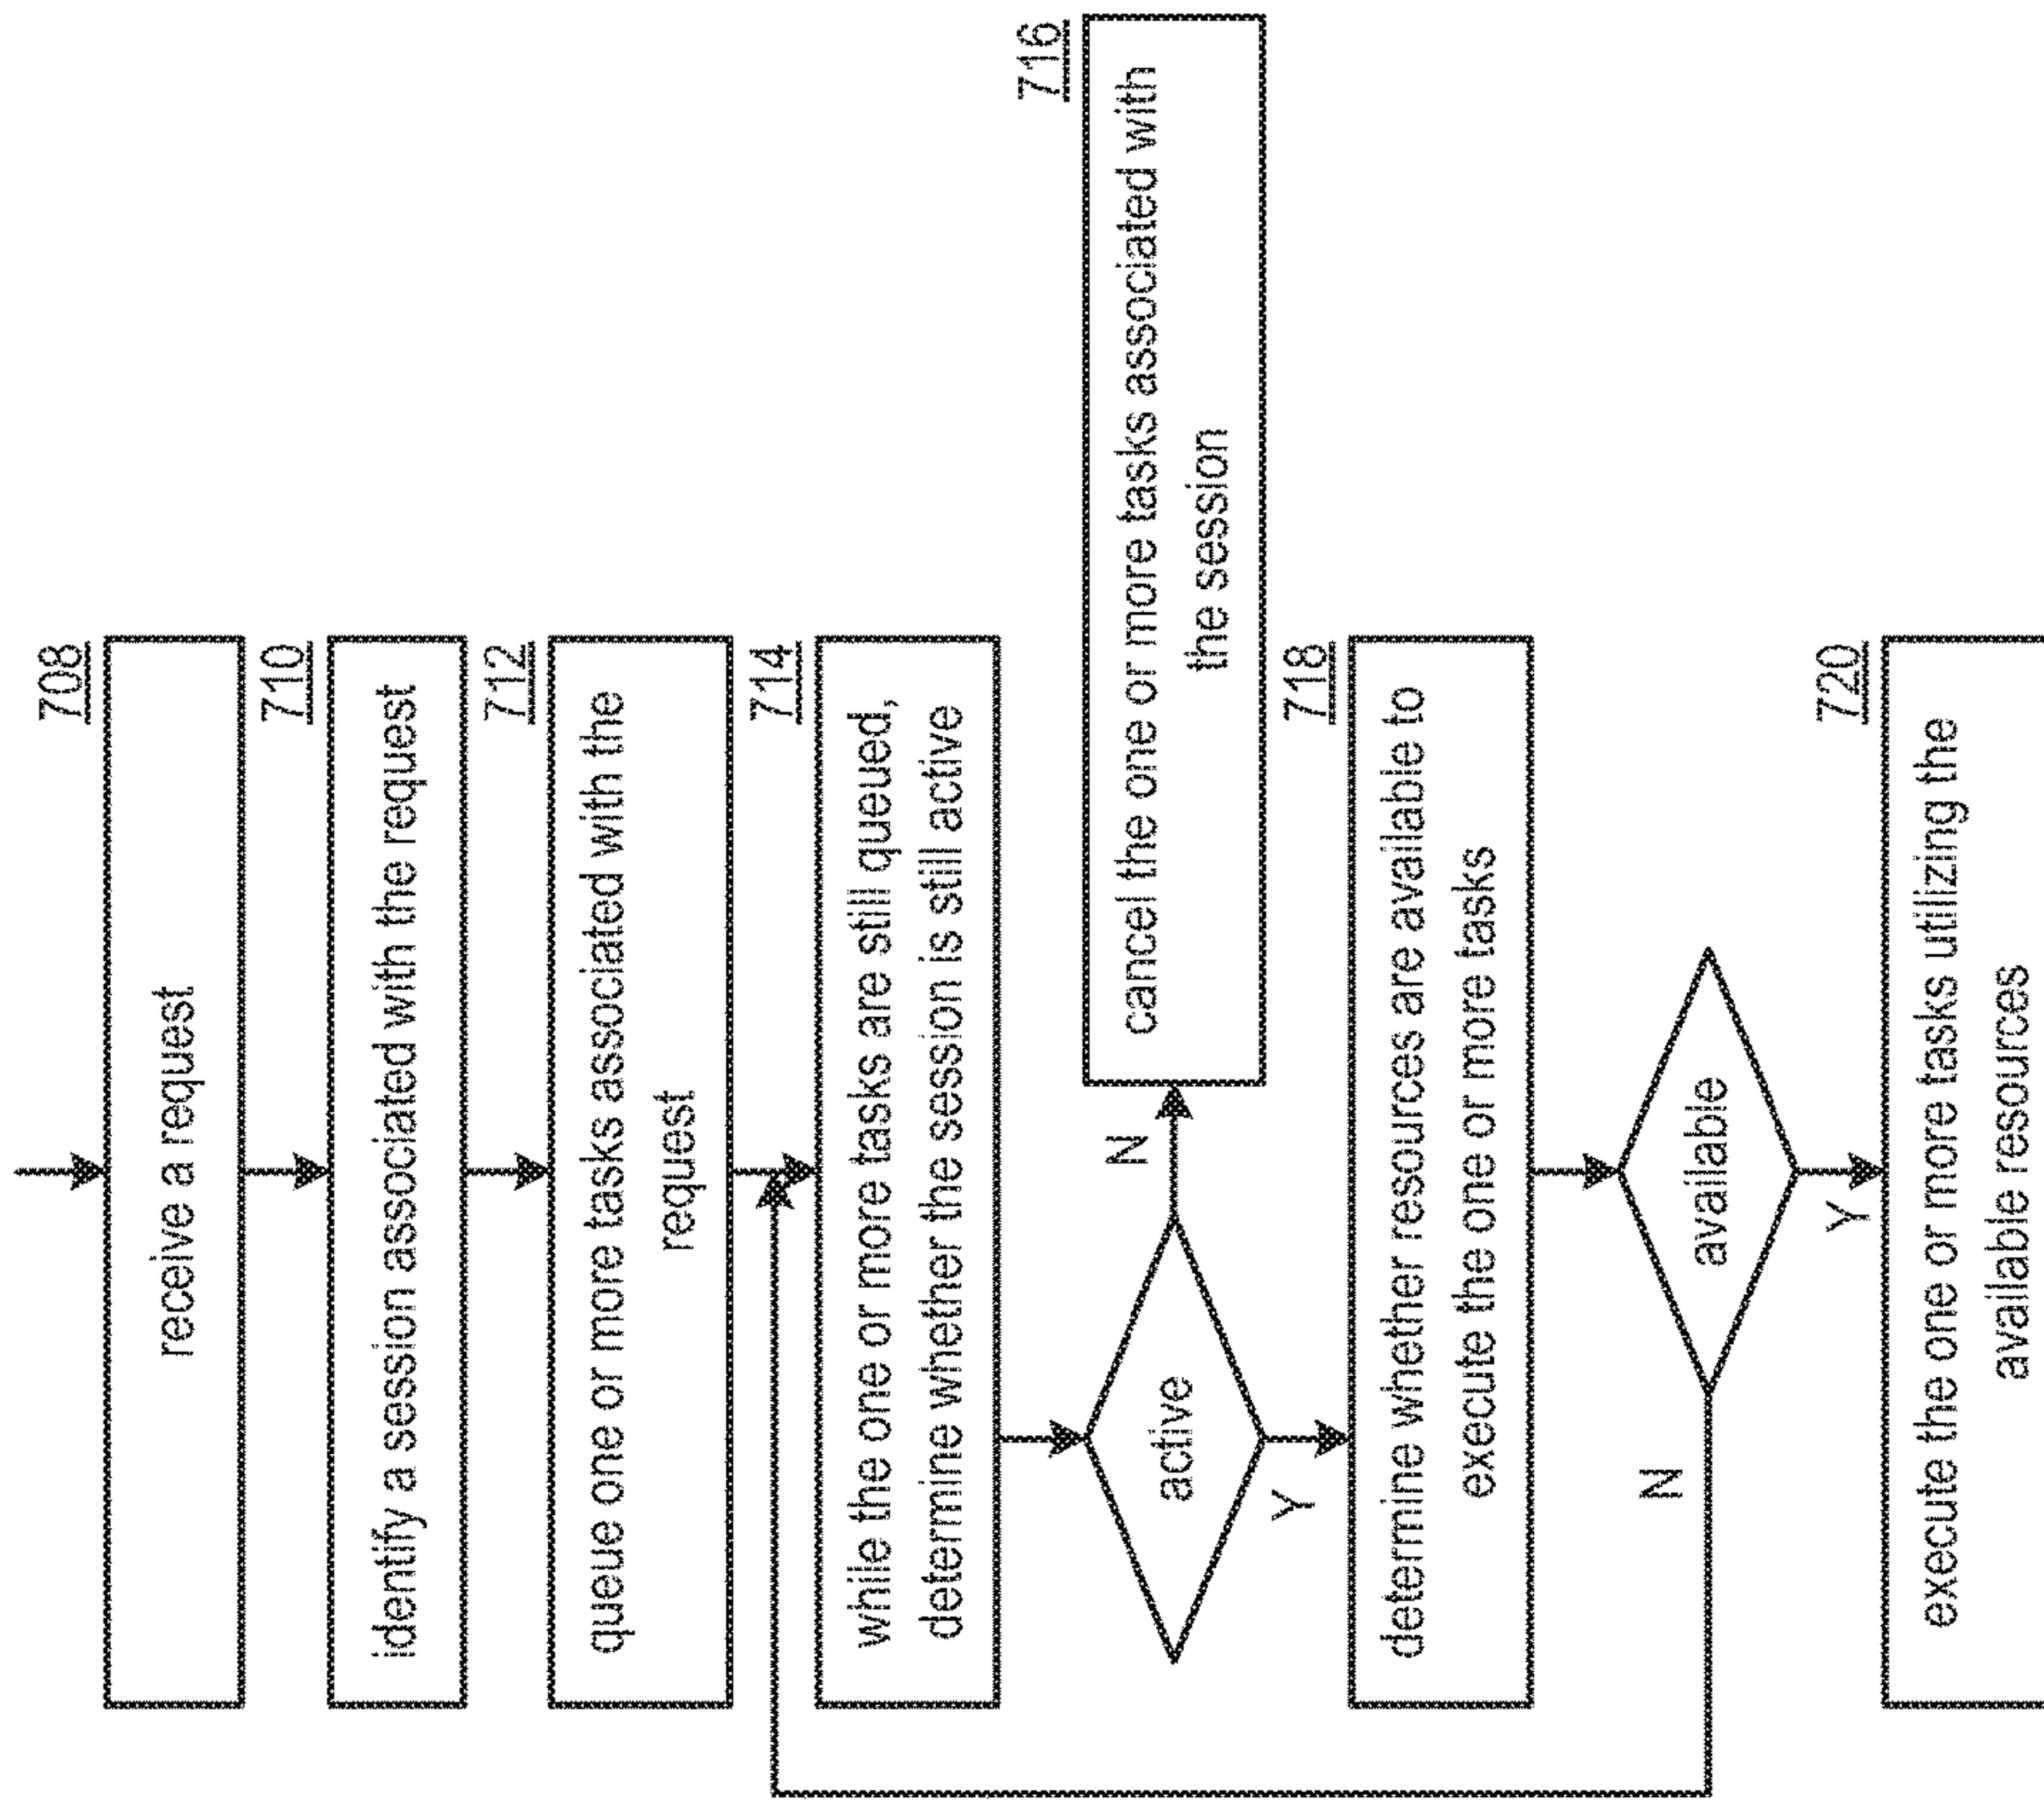 708
receive a request
710
identify a session associated with the request
712
queue one or more tasks associated with the
request
714
while the one or more tasks are still queued,
determine whether the session is still active
active
N
716
cancel the one or more tasks associated with
the session
Y
718
determine whether resources are available to
execute the one or more tasks
available
N
Y
720
execute the one or more tasks utilizing the
available resources